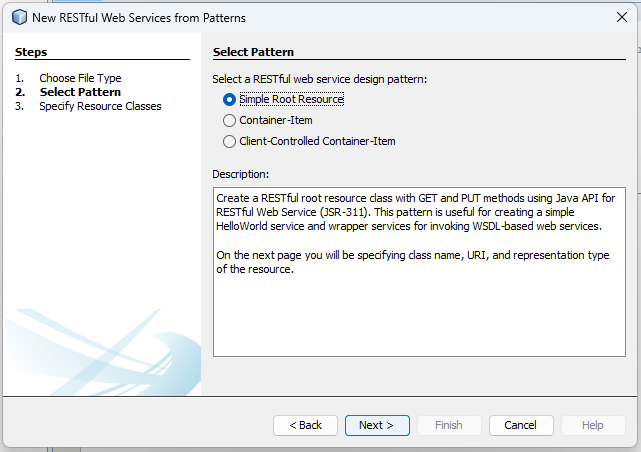 New RESTful Web Services from Patterns
Steps
1. Choose File Type
2. Select Pattern
3. Specify Resource Classes
Select Pattern
Select a RESTful web service design pattern:
Simple Root Resource
Container-Item
Client-Controlled Container-Item
Description:
Create a RESTful root resource class with GET and PUT methods using Java API for
RESTful Web Service (JSR-311). This pattern is useful for creating a simple
HelloWorld service and wrapper services for invoking WSDL-based web services.
On the next page you will be specifying class name, URI, and representation type
of the resource.
< Back Next > Finish Cancel Help